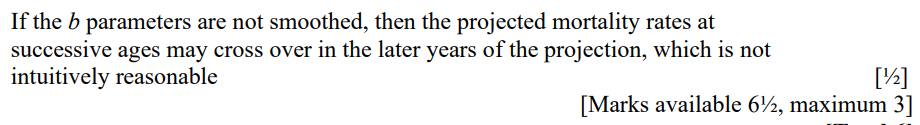 If the b parameters are not smoothed, then the projected mortality rates at
successive ages may cross over in the later years of the projection, which is not
intuitively reasonable [½]
[Marks available 6½, maximum 3]